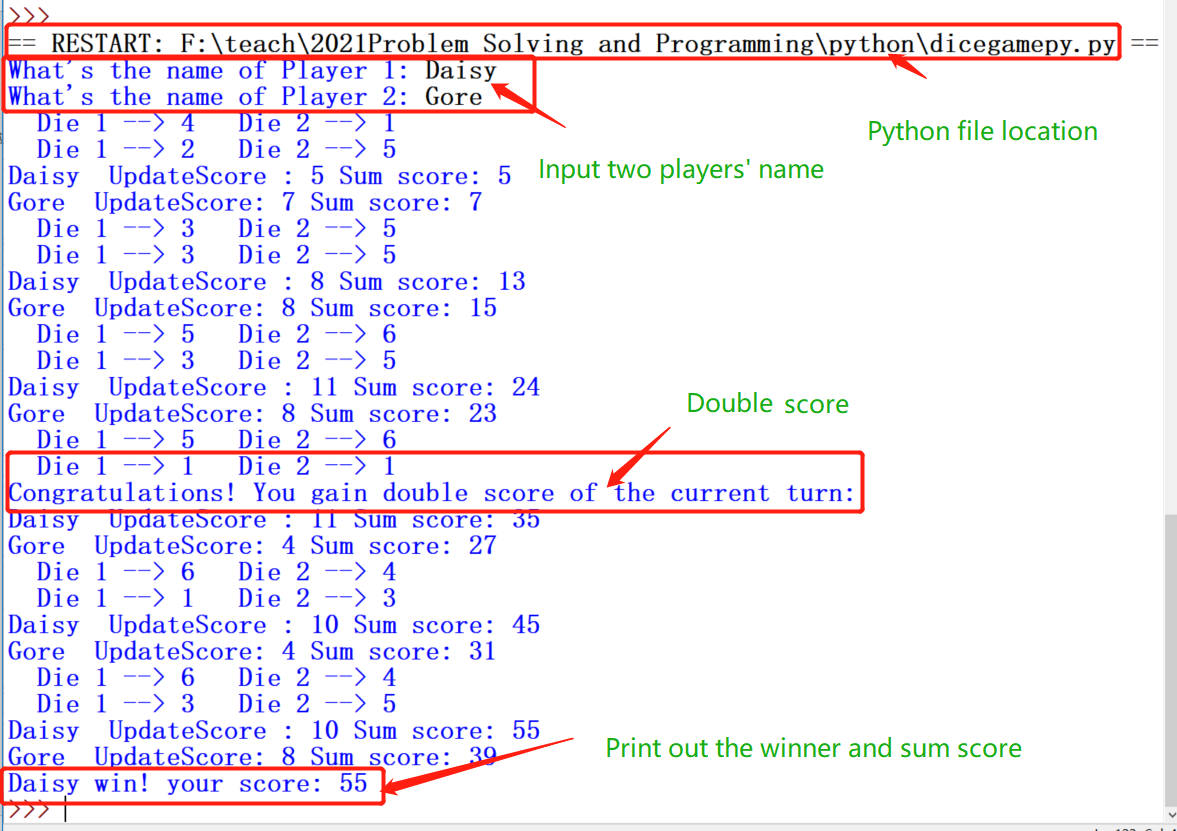 >>>
== RESTART: F:\teach\2021Problem Solving and Programming\python\dicegamepy.py ==
What's the name of Player 1: Daisy
What's the name of Player 2: Gore
Die 1 --> 4   Die 2 --> 1
Python file location
Die 1 --> 2   Die 2 --> 5
Daisy  UpdateScore : 5 Sum score: 5
Input two players' name
Gore  UpdateScore: 7 Sum score: 7
Die 1 --> 3   Die 2 --> 5
Die 1 --> 3   Die 2 --> 5
Daisy  UpdateScore : 8 Sum score: 13
Gore  UpdateScore: 8 Sum score: 15
Die 1 --> 5   Die 2 --> 6
Die 1 --> 3   Die 2 --> 5
Daisy  UpdateScore : 11 Sum score: 24
Double score
Gore  UpdateScore: 8 Sum score: 23
Die 1 --> 5   Die 2 --> 6
Die 1 --> 1   Die 2 --> 1
Congratulations! You gain double score of the current turn:
Daisy  UpdateScore : 11 Sum score: 35
Gore  UpdateScore: 4 Sum score: 27
Die 1 --> 6   Die 2 --> 4
Die 1 --> 1   Die 2 --> 3
Daisy  UpdateScore : 10 Sum score: 45
Gore  UpdateScore: 4 Sum score: 31
Die 1 --> 6   Die 2 --> 4
Die 1 --> 3   Die 2 --> 5
Daisy  UpdateScore : 10 Sum score: 55
Print out the winner and sum score
Gore  UpdateScore: 8 Sum score: 39
Daisy win! your score: 55
>>>